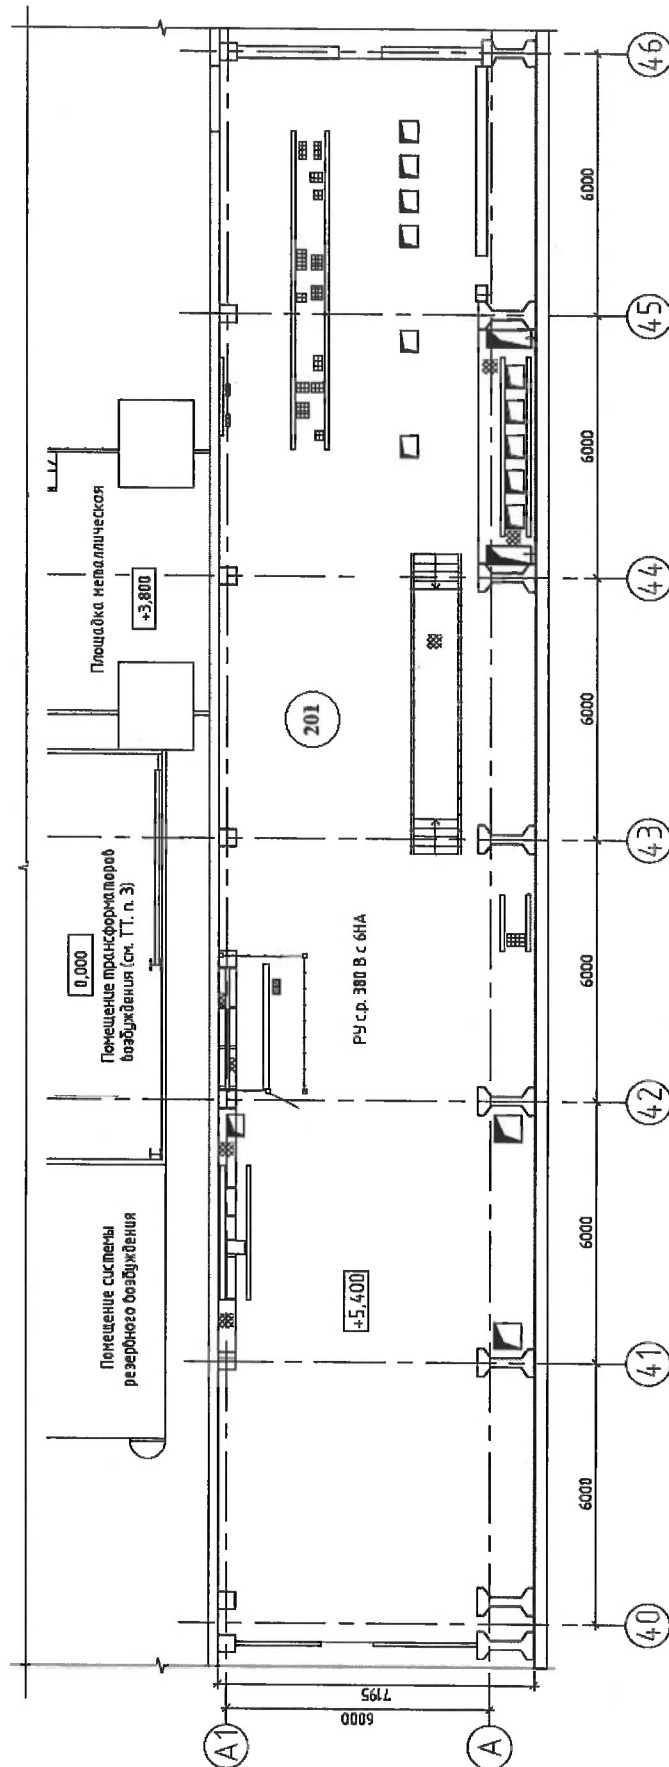 Помещение системы
резервного возбуждения
0,000
Помещение трансформаторов
возбуждения (см. ТТ. п. 3)
Площадка металлическая
+3,800
201
РУ с.р. 380 В с 6НА
+5,400
А1
А
6000
7195
6000
6000
6000
6000
6000
6000
40
41
42
43
44
45
46